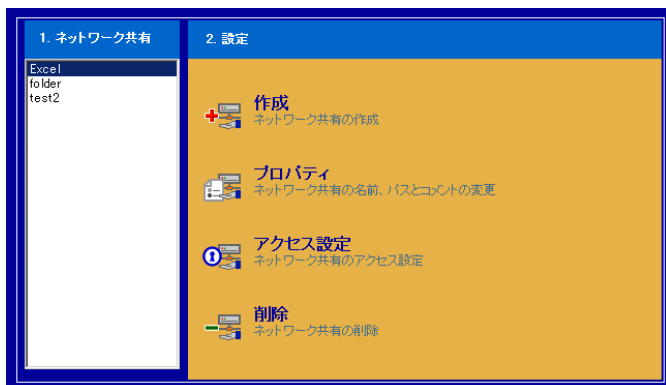 1. ネットワーク共有
2. 設定
Excel
folder
test2
作成
ネットワーク共有の作成
プロパティ
ネットワーク共有の名前、パスとコメントの変更
アクセス設定
ネットワーク共有のアクセス設定
削除
ネットワーク共有の削除